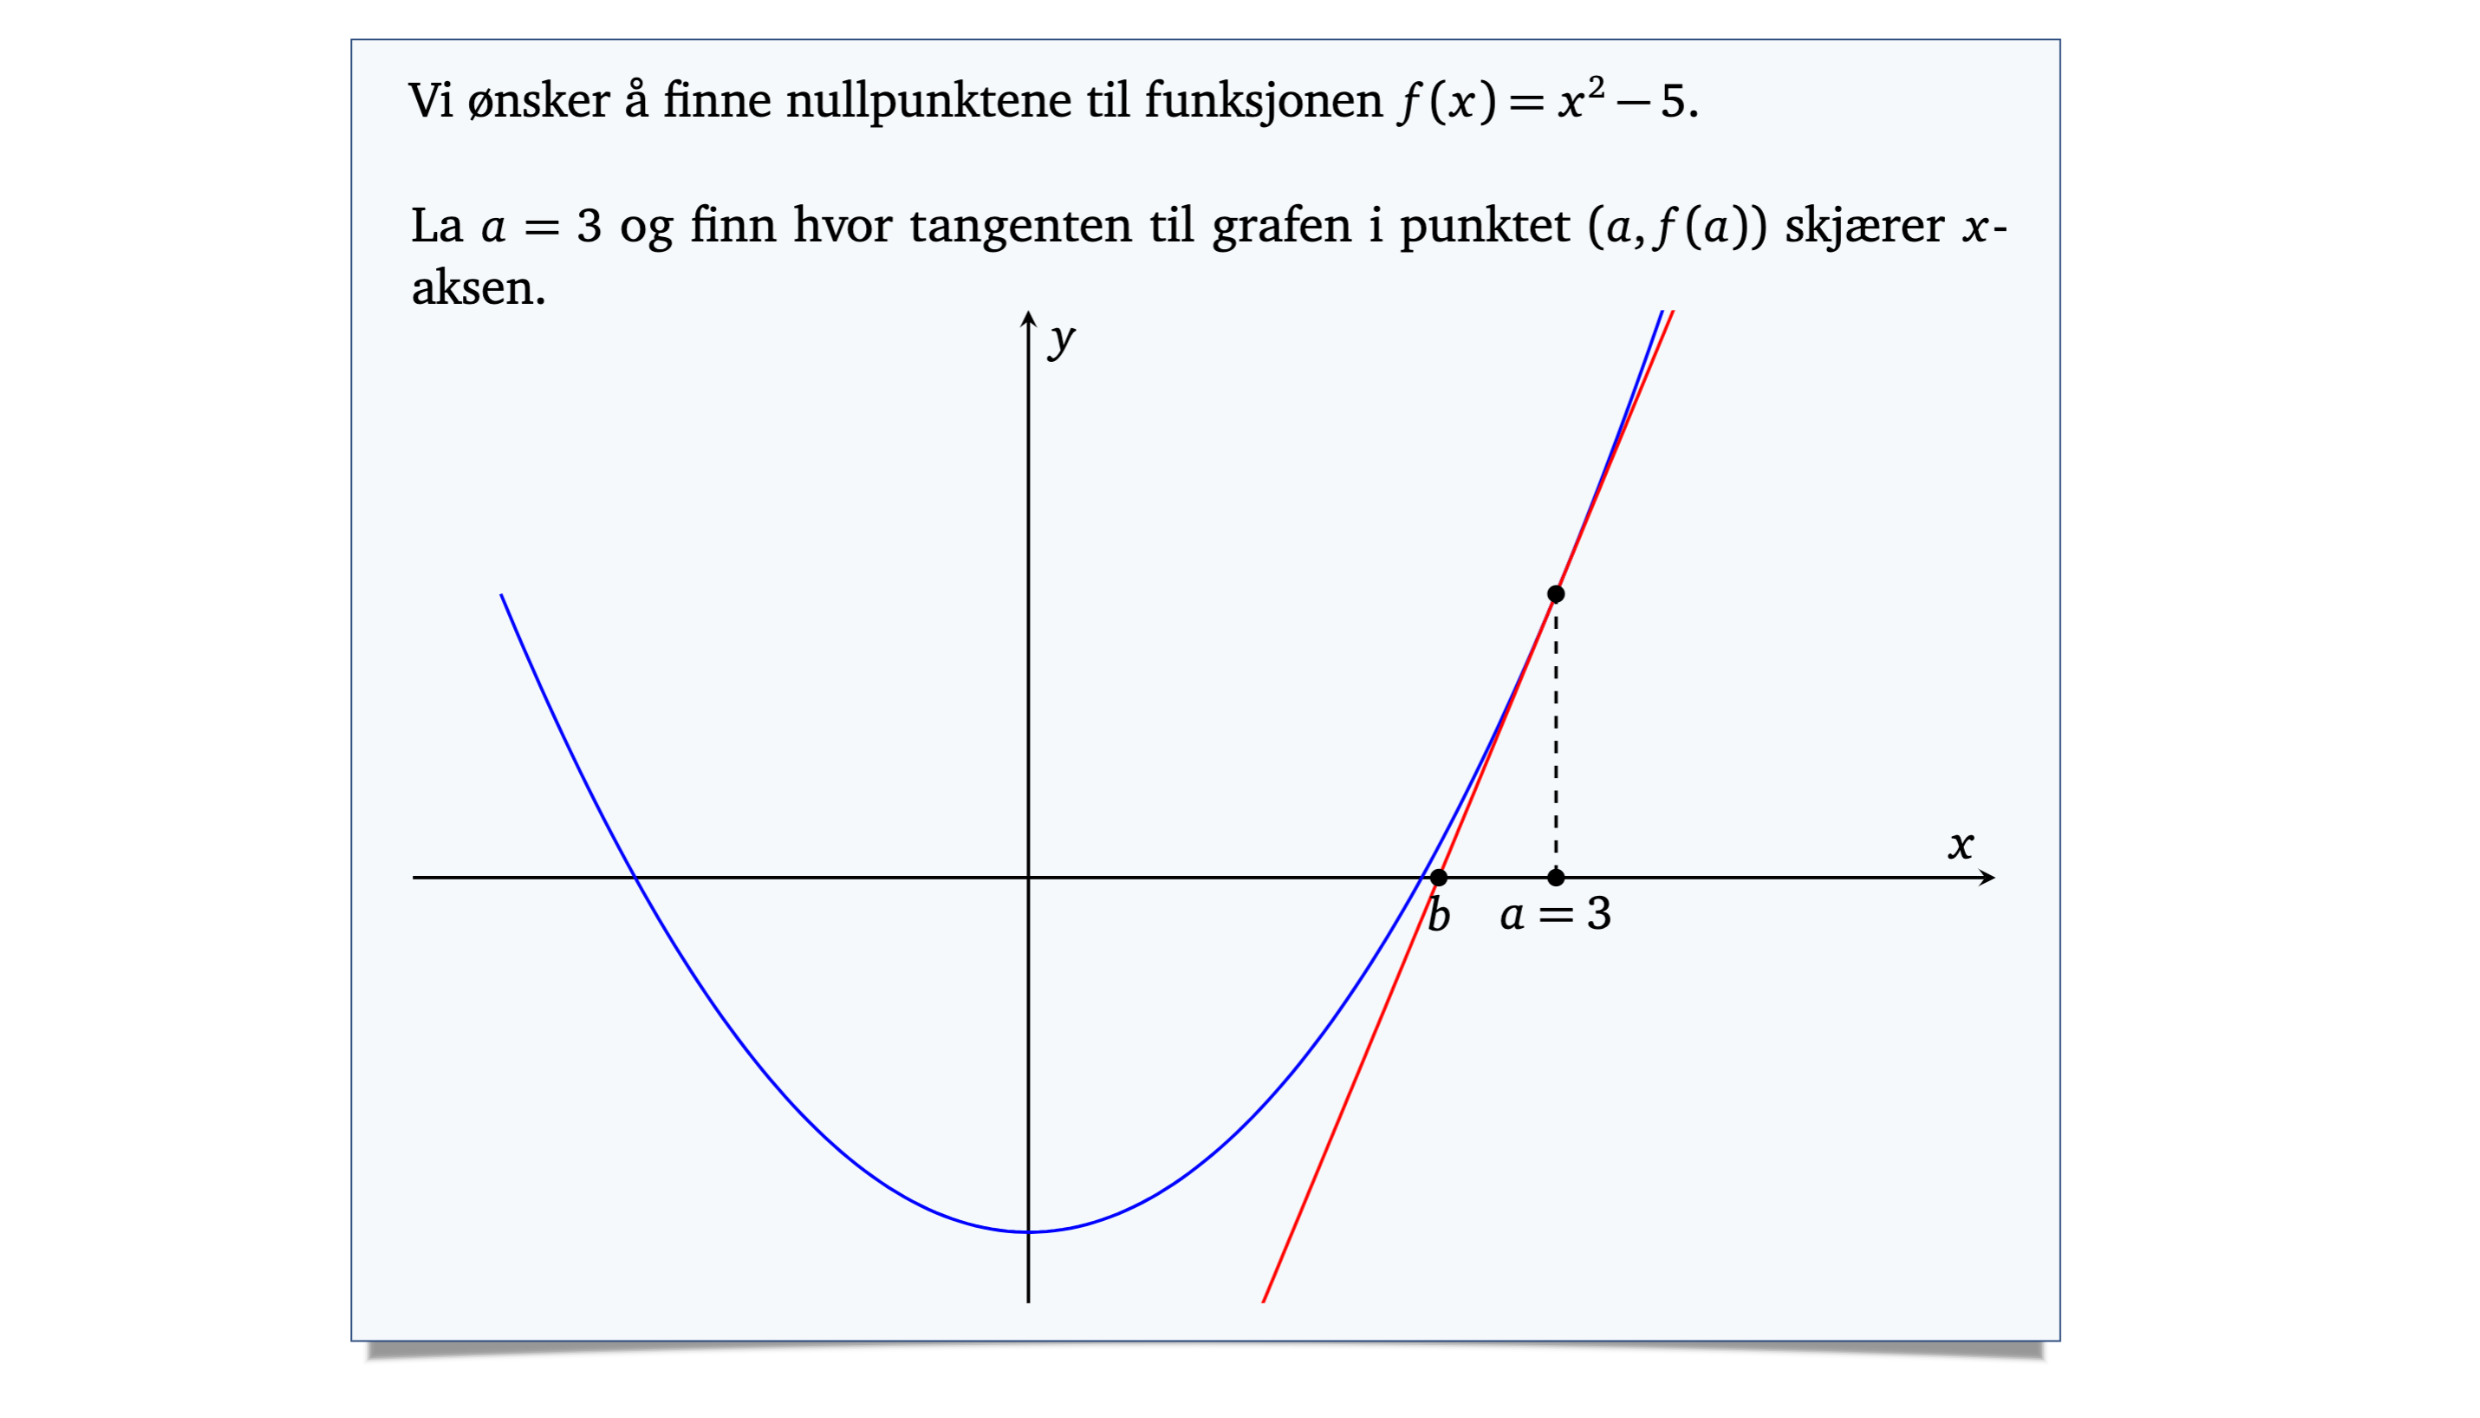 Vi ønsker å finne nullpunktene til funksjonen f(x) = x² − 5.
La a = 3 og finn hvor tangenten til grafen i punktet (a, f(a)) skjærer x-
aksen.
y
x
b
a = 3